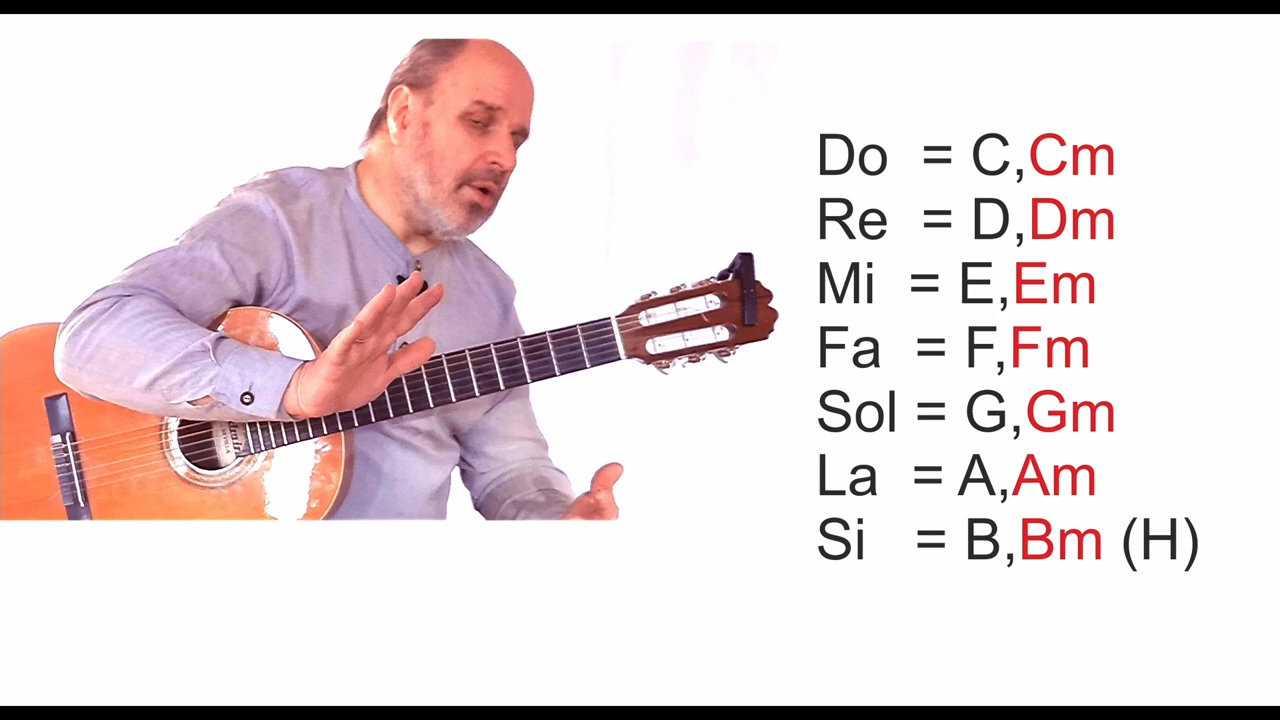 Do = C,Cm
Re = D,Dm
Mi = E,Em
Fa = F,Fm
Sol = G,Gm
La = A,Am
Si = B,Bm (H)